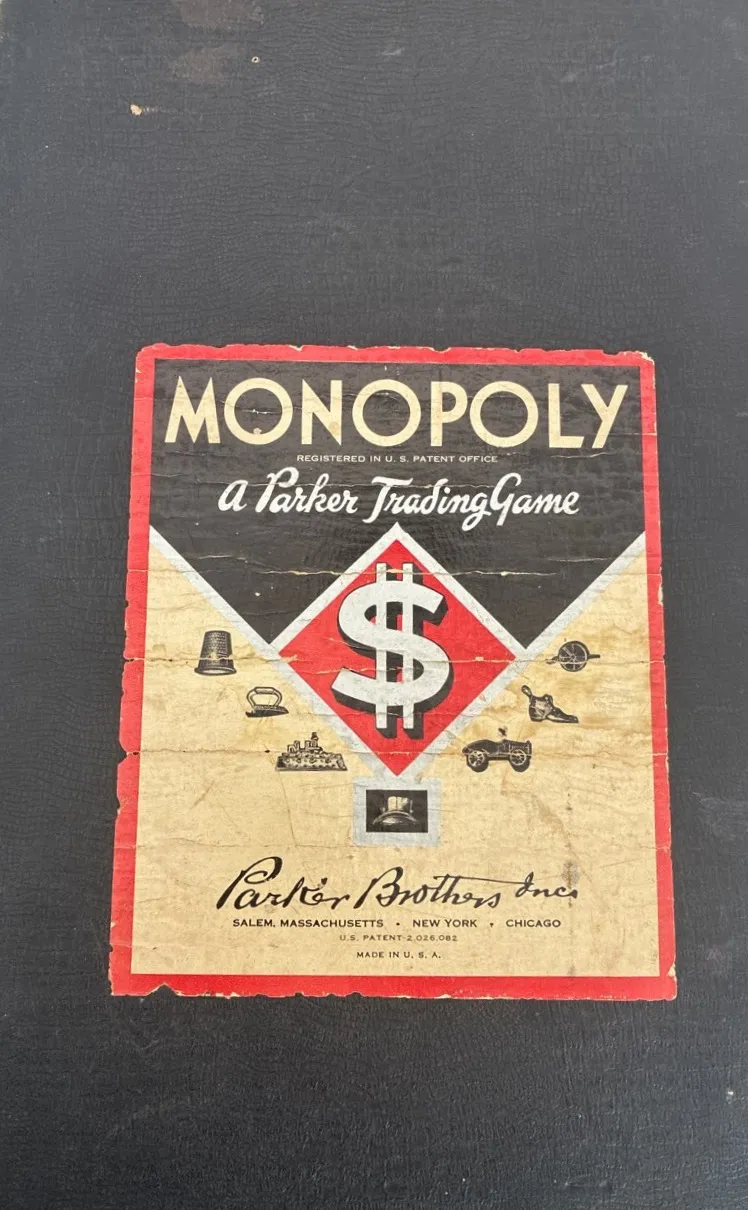 MONOPOLY
REGISTERED IN U. S. PATENT OFFICE
a Parker Trading Game
$
Parker Brothers Inc.
SALEM, MASSACHUSETTS • NEW YORK • CHICAGO
U.S. PATENT 2,026,082
MADE IN U. S. A.